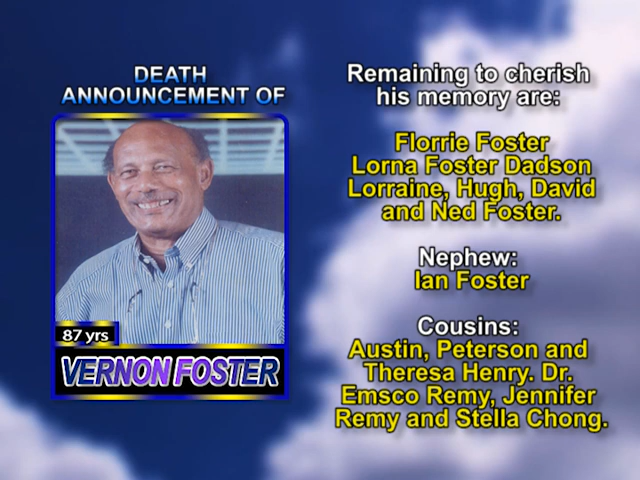 DEATH
ANNOUNCEMENT OF
87 yrs
VERNON FOSTER
Remaining to cherish
his memory are:
Florrie Foster
Lorna Foster Dadson
Lorraine, Hugh, David
and Ned Foster.
Nephew:
Ian Foster
Cousins:
Austin, Peterson and
Theresa Henry. Dr.
Emsco Remy, Jennifer
Remy and Stella Chong.